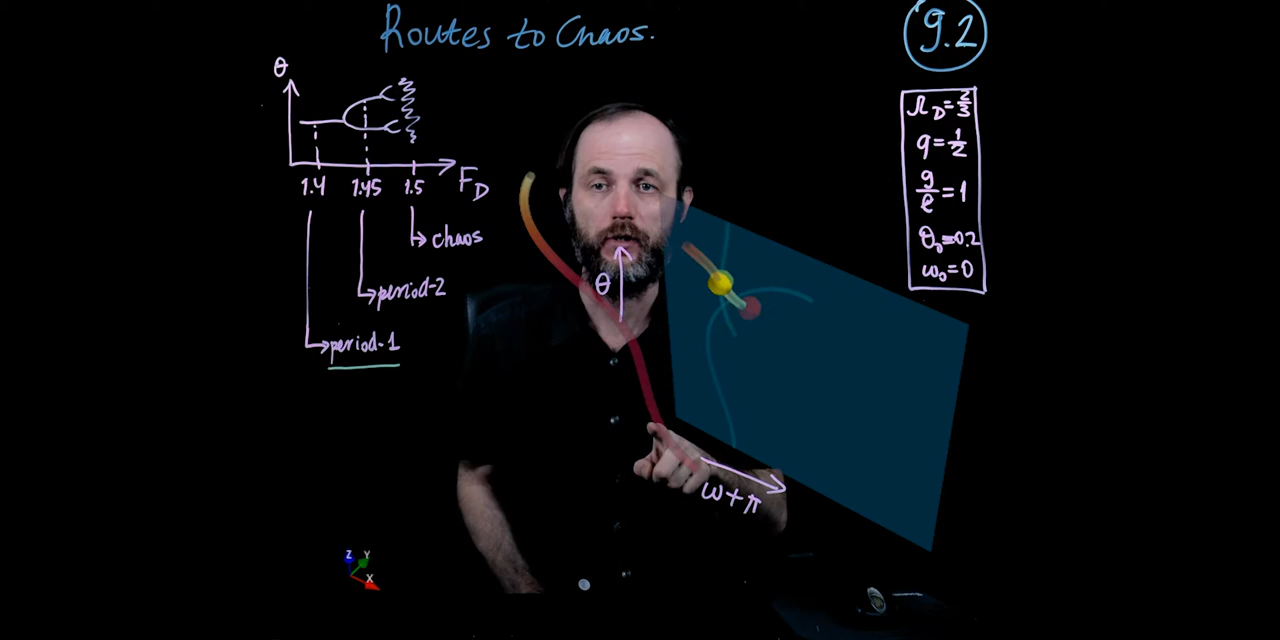 Routes to Chaos.
9.2
θ
1.4 1.45 1.5 F_D
chaos
period-2
period-1
Ω_D = 2/3
q = 1/2
g/ℓ = 1
θ₀ = 0.2
ω₀ = 0
θ
ω + π
Z Y X